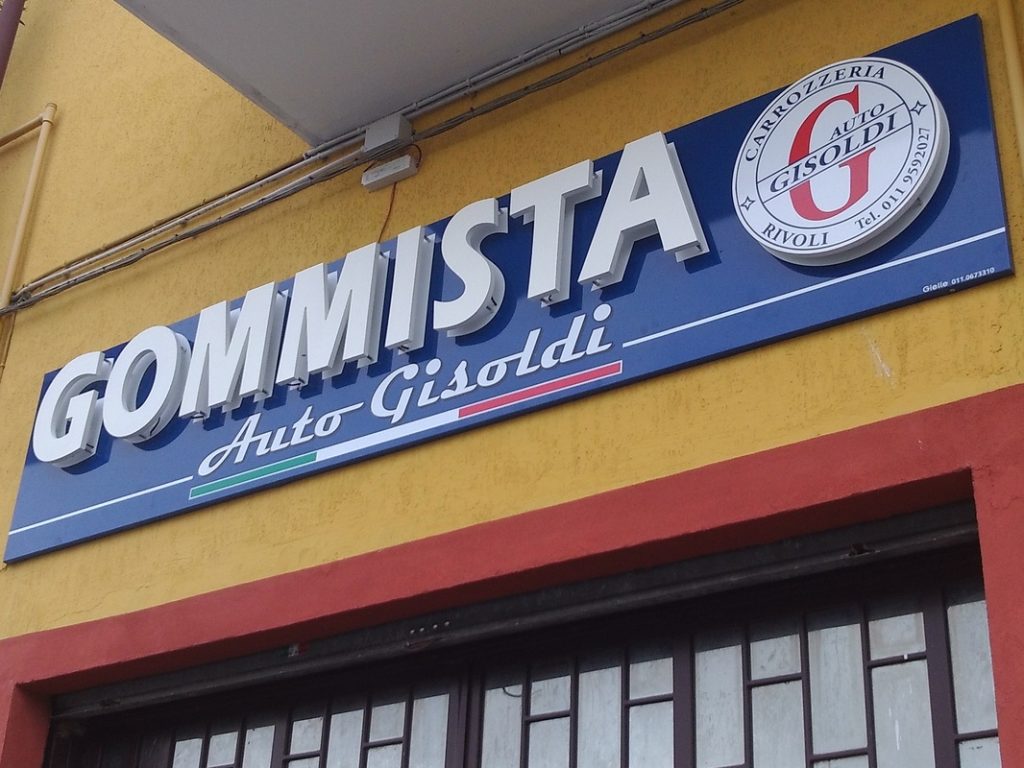 GOMMISTA
Auto Gisoldi
CARROZZERIA
G
AUTO
GISOLDI
RIVOLI
Tel. 011 9592027
Gielle 011.0673310